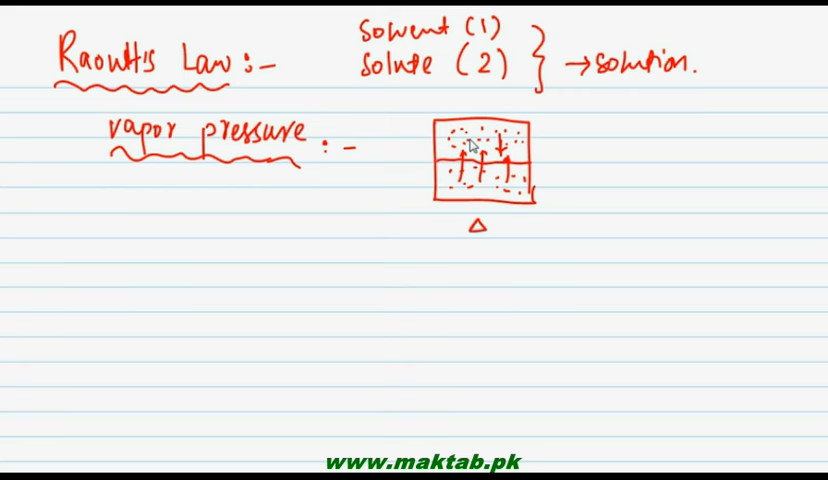 Solvent (1)
Raoult's Law :-
Solute (2)
→ solution.
vapor pressure : -
Δ
www.maktab.pk